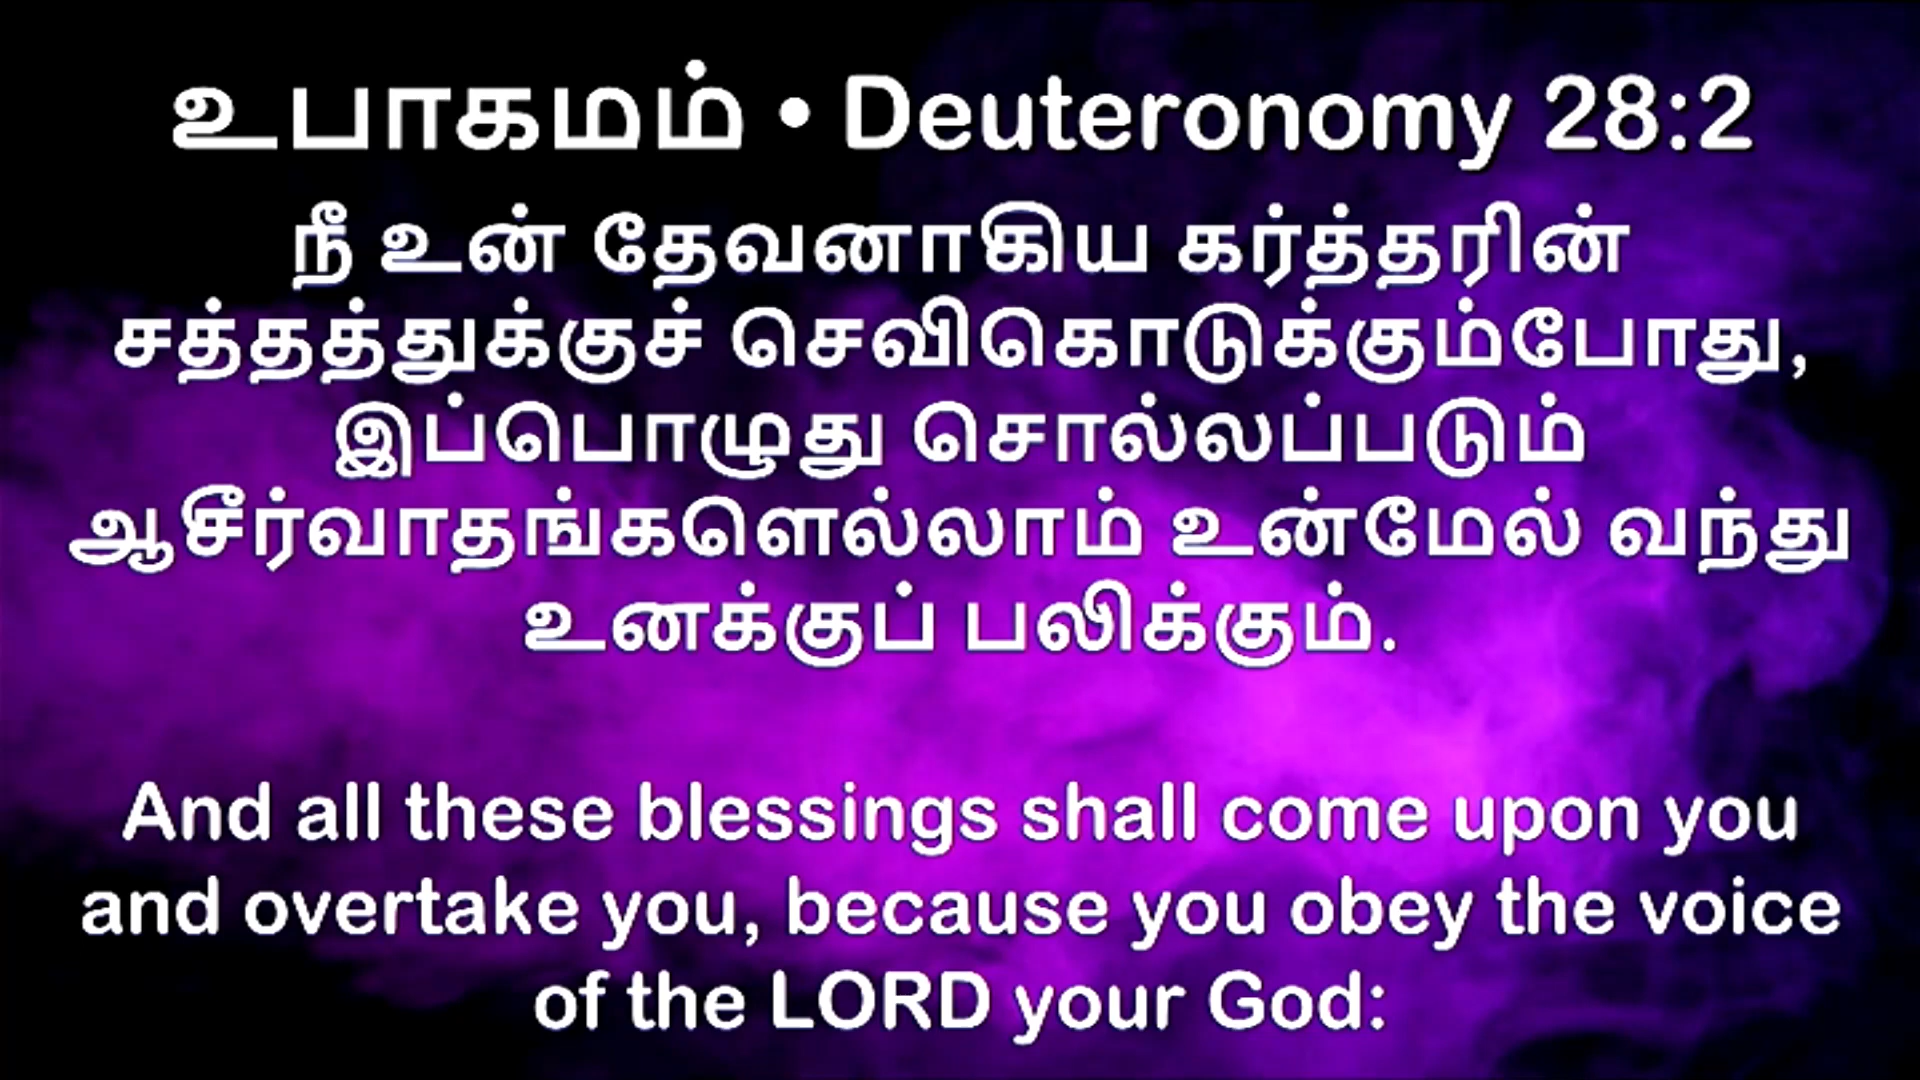 உபாகமம் • Deuteronomy 28:2
நீ உன் தேவனாகிய கர்த்தரின்
சத்தத்துக்குச் செவிகொடுக்கும்போது,
இப்பொழுது சொல்லப்படும்
ஆசீர்வாதங்களெல்லாம் உன்மேல் வந்து
உனக்குப் பலிக்கும்.
And all these blessings shall come upon you
and overtake you, because you obey the voice
of the LORD your God: